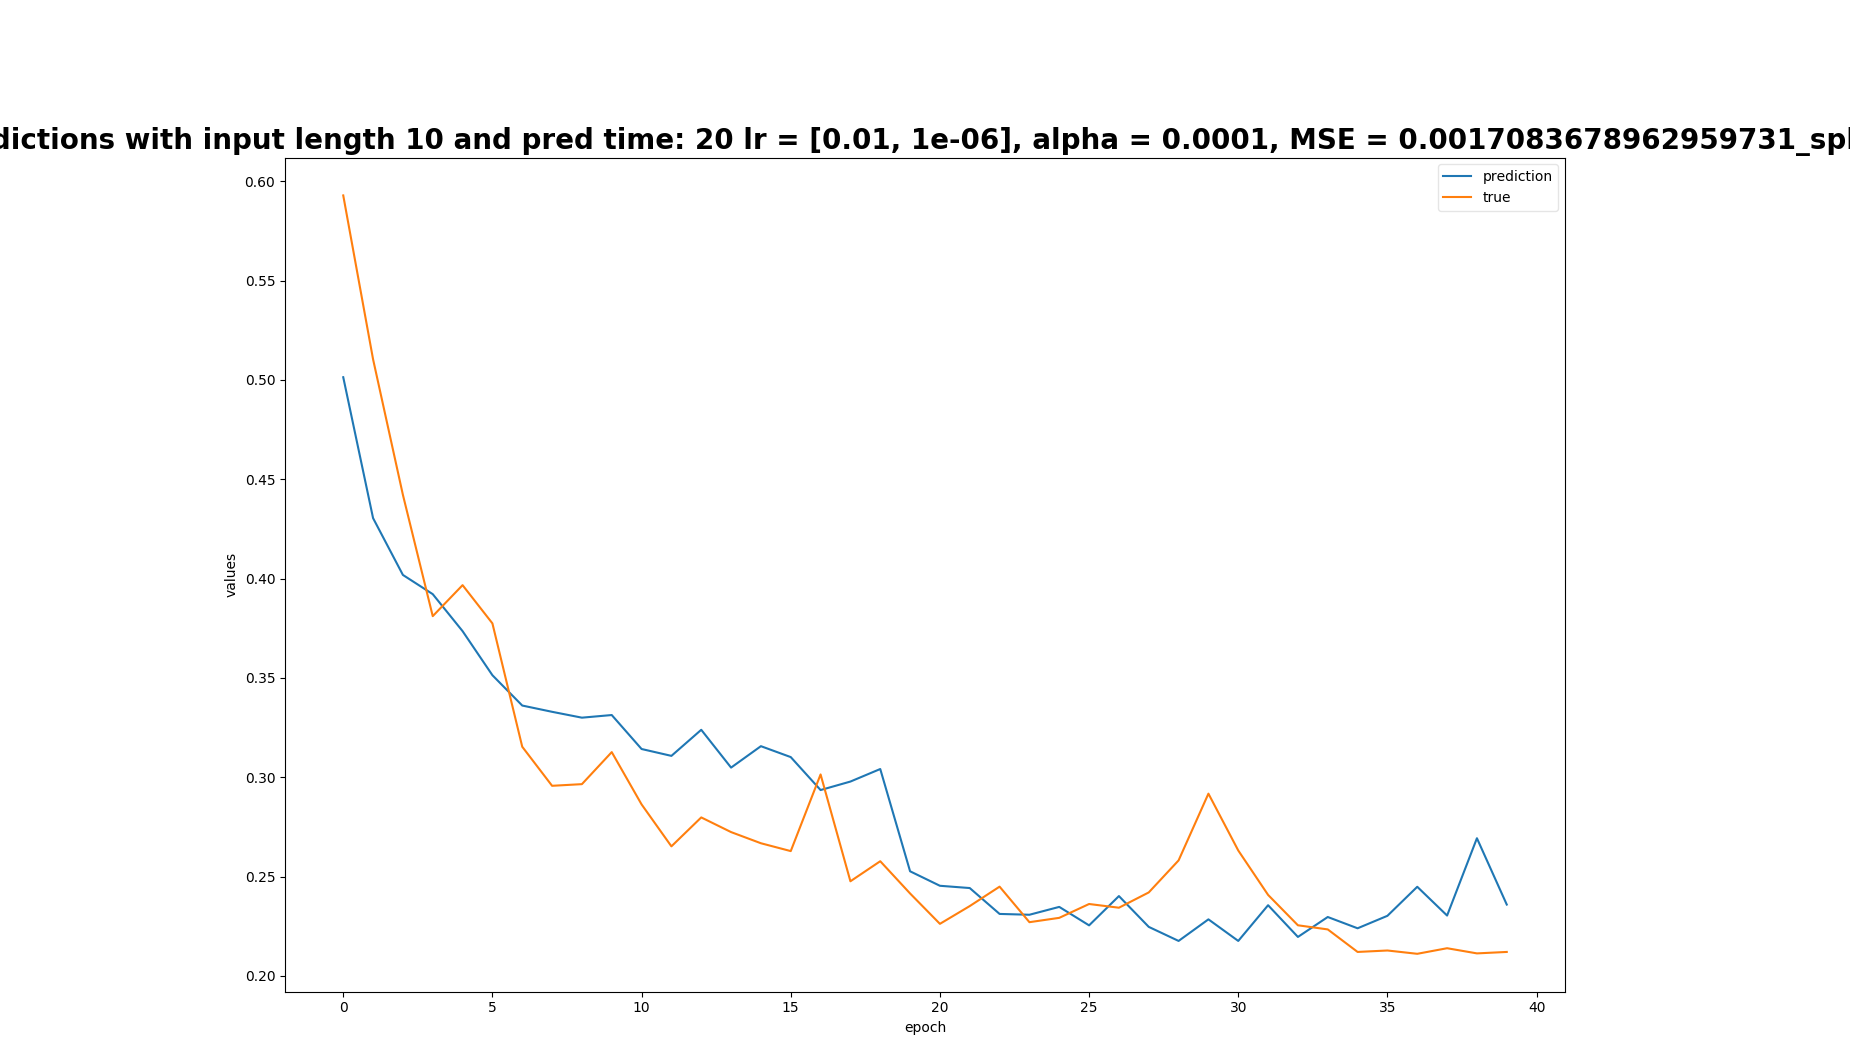 dictions with input length 10 and pred time: 20 lr = [0.01, 1e-06], alpha = 0.0001, MSE = 0.0017083678962959731_spl
prediction
true
values
0.60
0.55
0.50
0.45
0.40
0.35
0.30
0.25
0.20
0 5 10 15 20 25 30 35 40
epoch